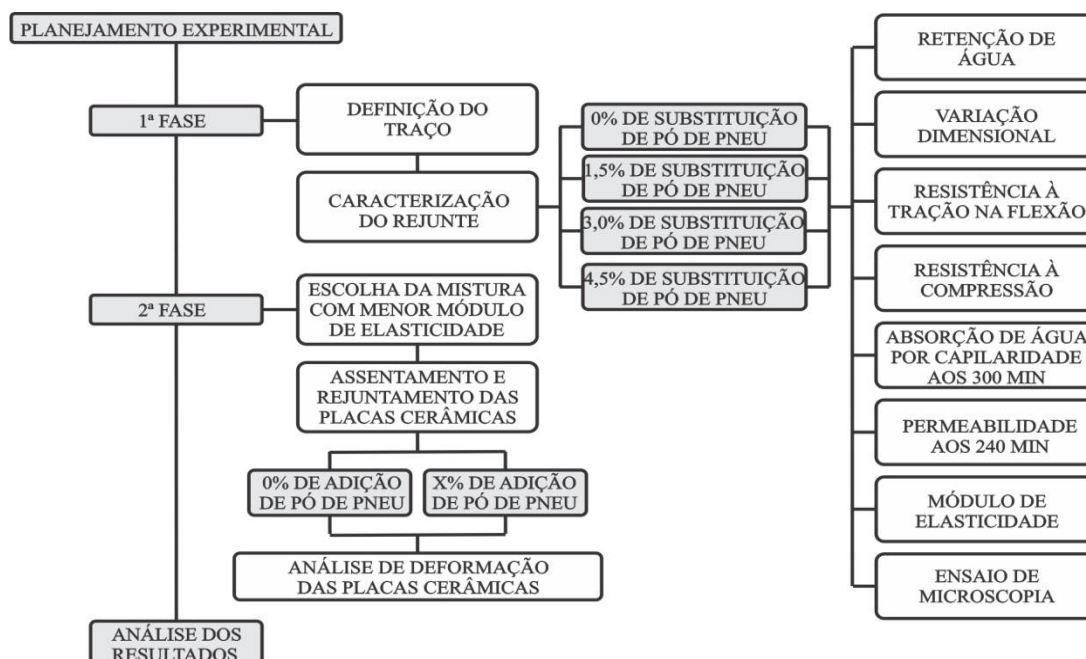 PLANEJAMENTO EXPERIMENTAL
1ª FASE
DEFINIÇÃO DO
TRAÇO
CARACTERIZAÇÃO
DO REJUNTE
0% DE SUBSTITUIÇÃO
DE PÓ DE PNEU
1,5% DE SUBSTITUIÇÃO
DE PÓ DE PNEU
3,0% DE SUBSTITUIÇÃO
DE PÓ DE PNEU
4,5% DE SUBSTITUIÇÃO
DE PÓ DE PNEU
RETENÇÃO DE
ÁGUA
VARIAÇÃO
DIMENSIONAL
RESISTÊNCIA À
TRAÇÃO NA FLEXÃO
RESISTÊNCIA À
COMPRESSÃO
ABSORÇÃO DE ÁGUA
POR CAPILARIDADE
AOS 300 MIN
PERMEABILIDADE
AOS 240 MIN
MÓDULO DE
ELASTICIDADE
ENSAIO DE
MICROSCOPIA
2ª FASE
ESCOLHA DA MISTURA
COM MENOR MÓDULO
DE ELASTICIDADE
ASSENTAMENTO E
REJUNTAMENTO DAS
PLACAS CERÂMICAS
0% DE ADIÇÃO
DE PÓ DE PNEU
X% DE ADIÇÃO
DE PÓ DE PNEU
ANÁLISE DE DEFORMAÇÃO
DAS PLACAS CERÂMICAS
ANÁLISE DOS
RESULTADOS